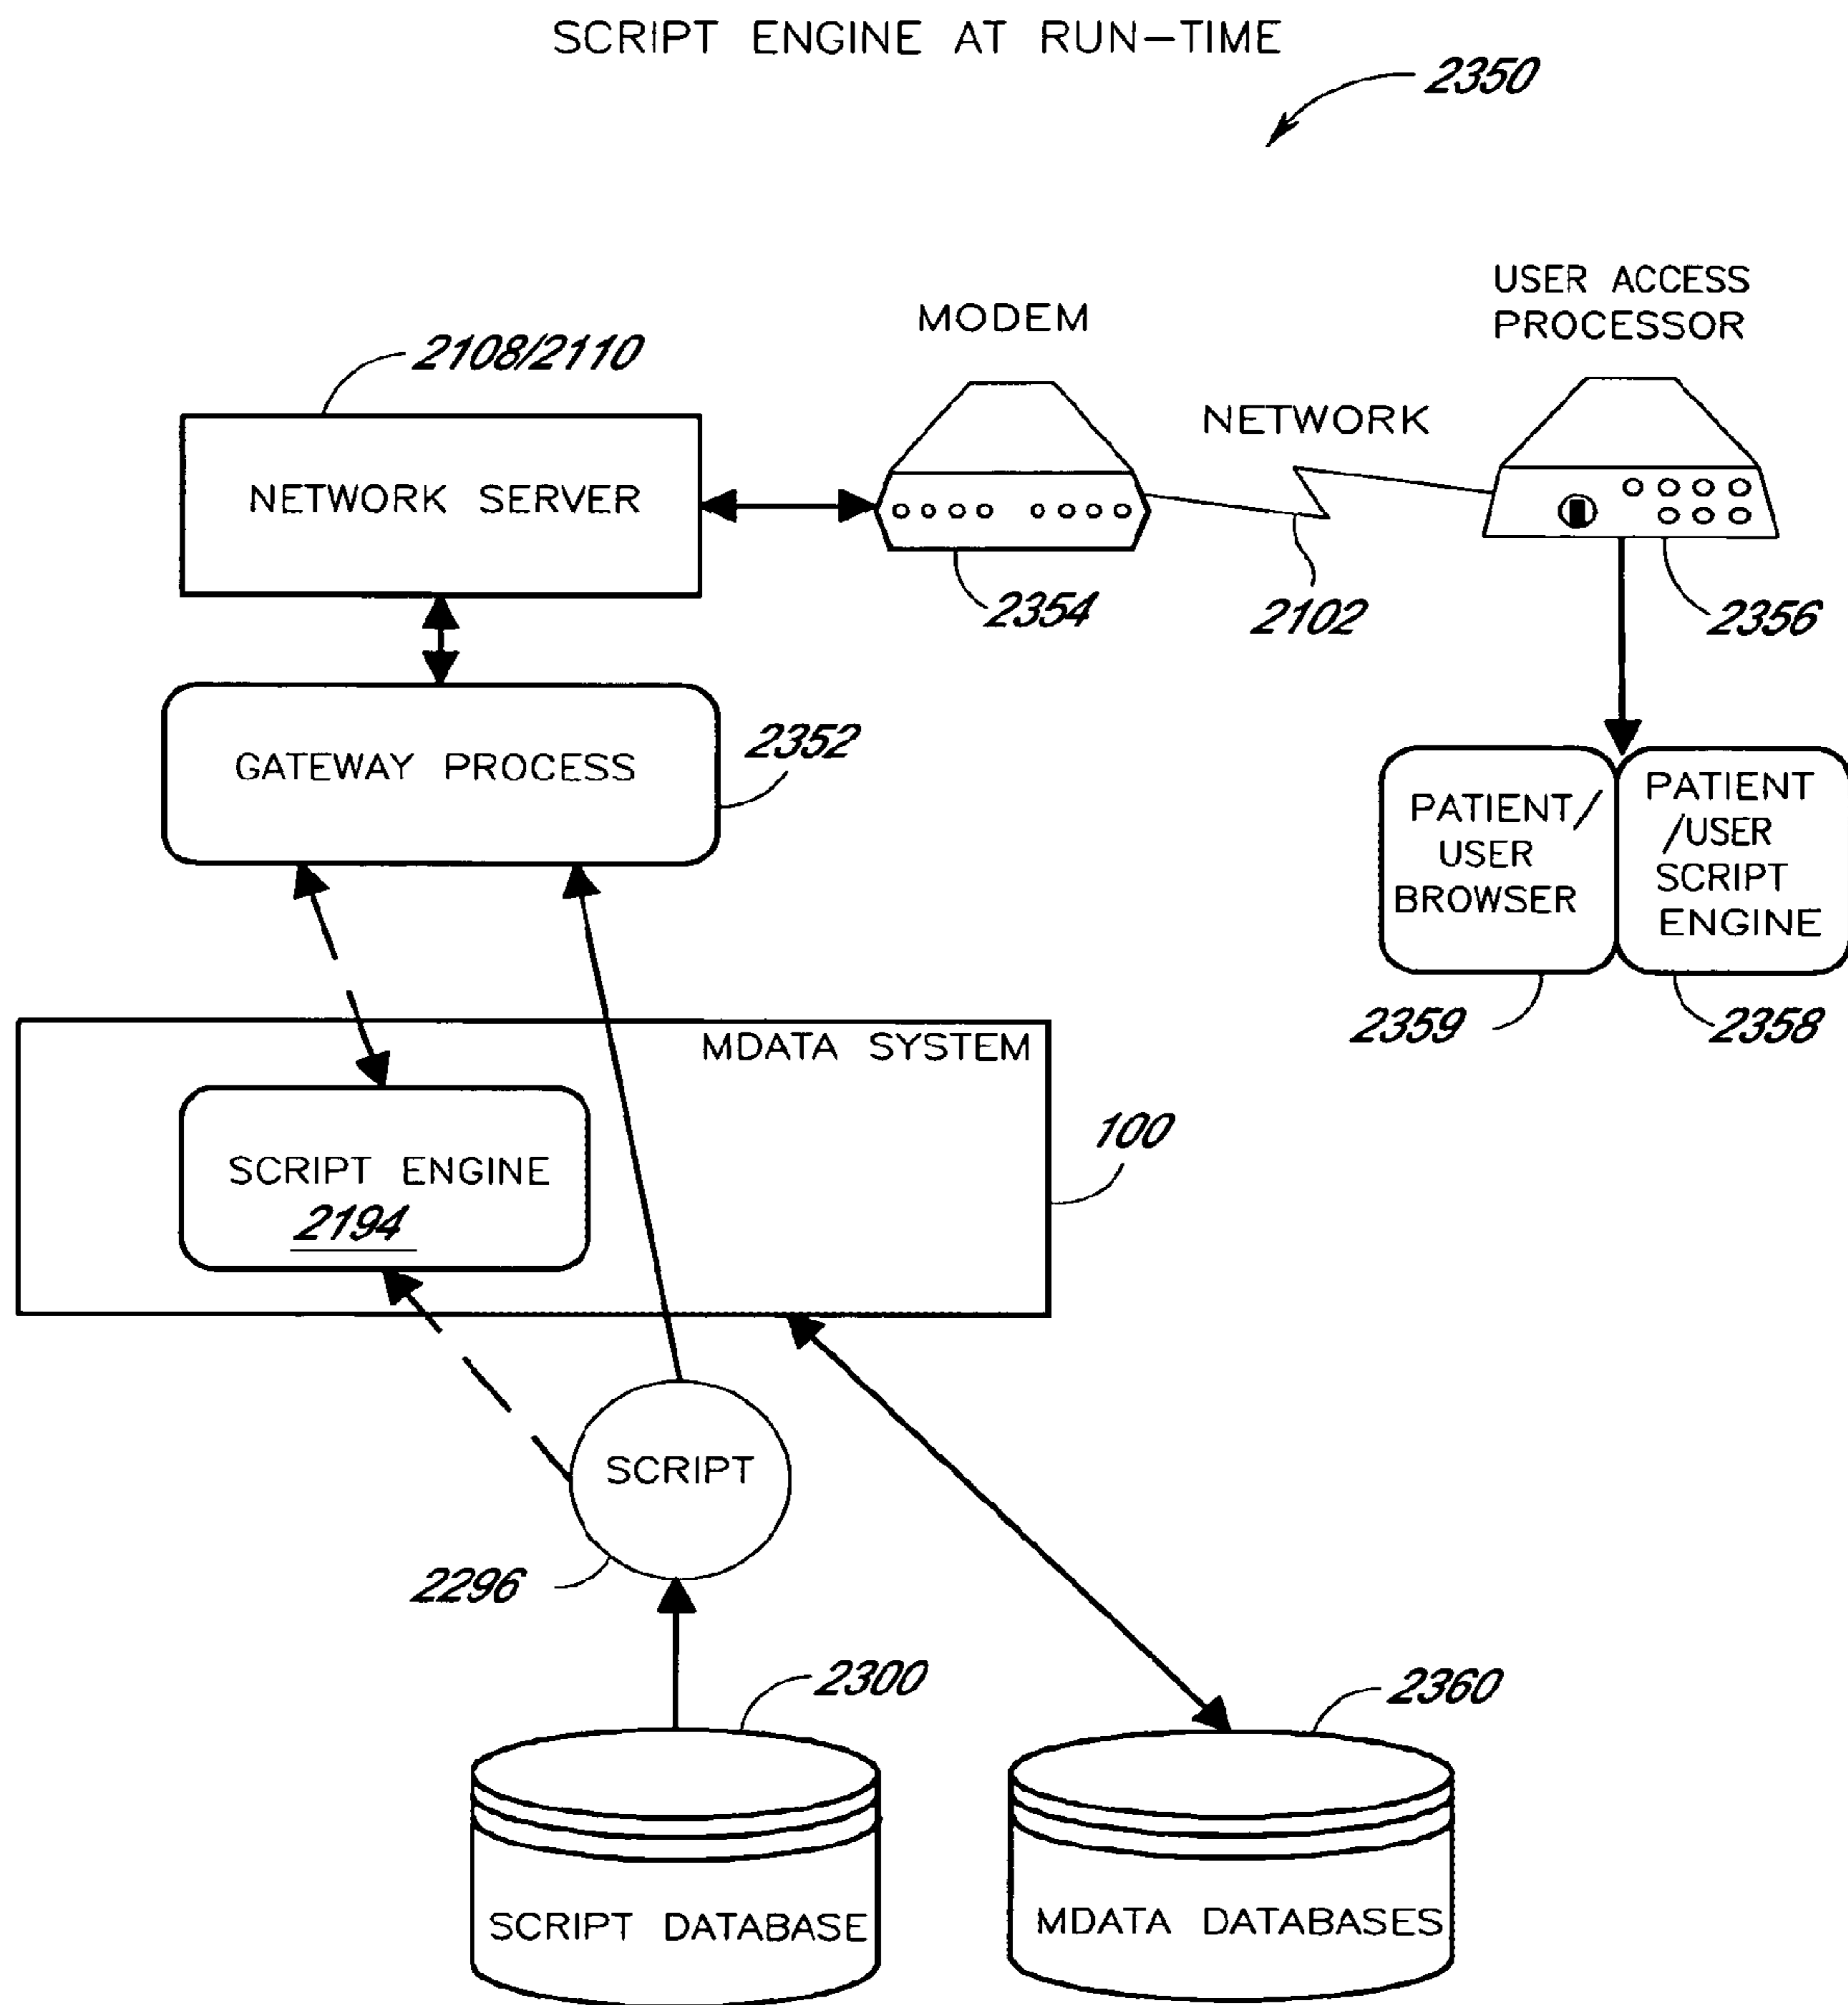 SCRIPT ENGINE AT RUN-TIME
2350
USER ACCESS
PROCESSOR
MODEM
2108/2110
NETWORK
NETWORK SERVER
2354
2102
2356
GATEWAY PROCESS
2352
PATIENT/
USER
BROWSER
PATIENT
/USER
SCRIPT
ENGINE
2359
2358
MDATA SYSTEM
100
SCRIPT ENGINE
2194
SCRIPT
2296
2300
2360
SCRIPT DATABASE
MDATA DATABASES